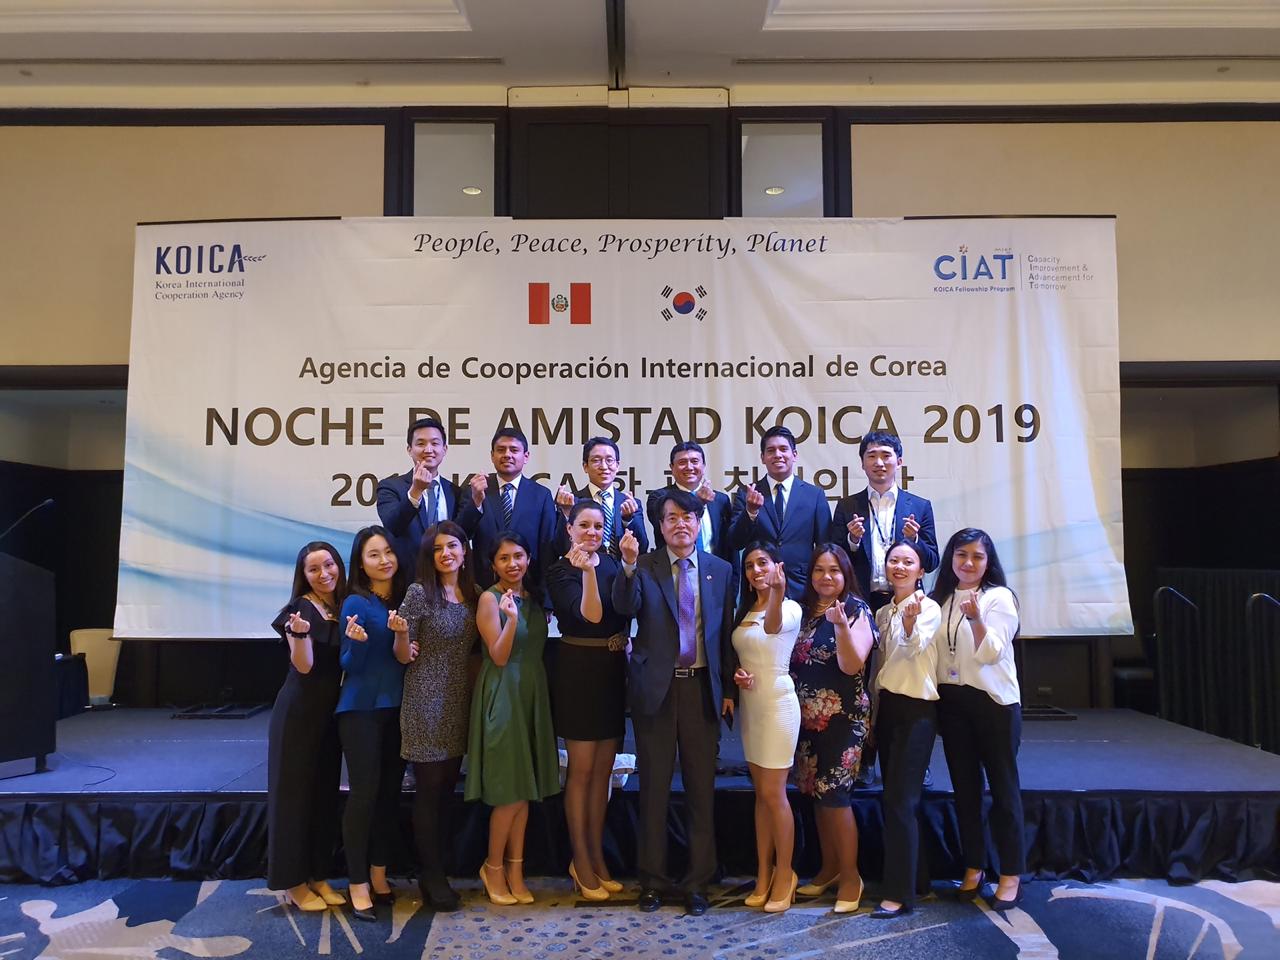 People, Peace, Prosperity, Planet
KOICA
Korea International
Cooperation Agency
CIAT
KOICA Fellowship Program
Capacity
Improvement &
Advancement for
Tomorrow
Agencia de Cooperación Internacional de Corea
NOCHE DE AMISTAD KOICA 2019